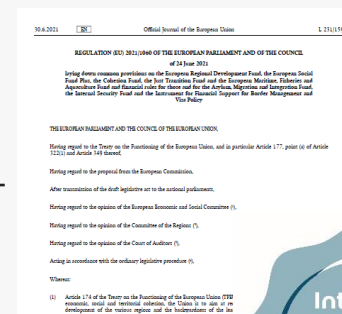 30.6.2021
EN
Official Journal of the European Union
L 231/159
REGULATION (EU) 2021/1060 OF THE EUROPEAN PARLIAMENT AND OF THE COUNCIL
of 24 June 2021
laying down common provisions on the European Regional Development Fund, the European Social
Fund Plus, the Cohesion Fund, the Just Transition Fund and the European Maritime, Fisheries and
Aquaculture Fund and financial rules for those and for the Asylum, Migration and Integration Fund,
the Internal Security Fund and the Instrument for Financial Support for Border Management and
Visa Policy
THE EUROPEAN PARLIAMENT AND THE COUNCIL OF THE EUROPEAN UNION,
Having regard to the Treaty on the Functioning of the European Union, and in particular Article 177, point (a) of Article
322(1) and Article 349 thereof,
Having regard to the proposal from the European Commission,
After transmission of the draft legislative act to the national parliaments,
Having regard to the opinion of the European Economic and Social Committee (¹),
Having regard to the opinion of the Committee of the Regions (²),
Having regard to the opinion of the Court of Auditors (³),
Acting in accordance with the ordinary legislative procedure (⁴),
Whereas:
(1) Article 174 of the Treaty on the Functioning of the European Union (TFE
economic, social and territorial cohesion, the Union is to aim at re
development of the various regions and the backwardness of the lea
Int